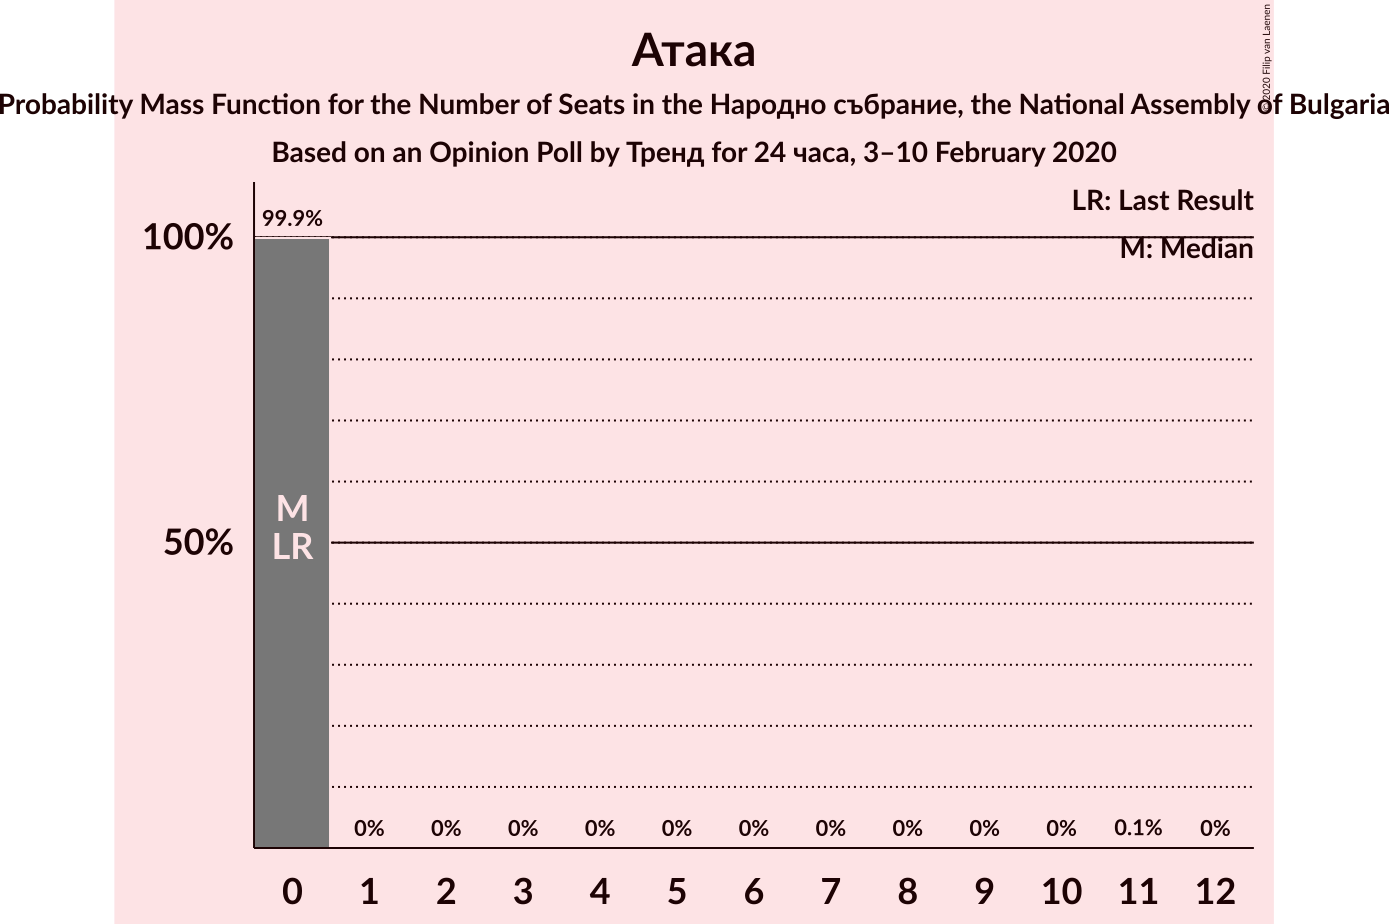 Атака
Probability Mass Function for the Number of Seats in the Народно събрание, the National Assembly of Bulgaria
Based on an Opinion Poll by Тренд for 24 часа, 3–10 February 2020
© 2020 Filip van Laenen
LR: Last Result
M: Median
99.9%
100%
50%
M
LR
0% 0% 0% 0% 0% 0% 0% 0% 0% 0% 0.1% 0%
0 1 2 3 4 5 6 7 8 9 10 11 12